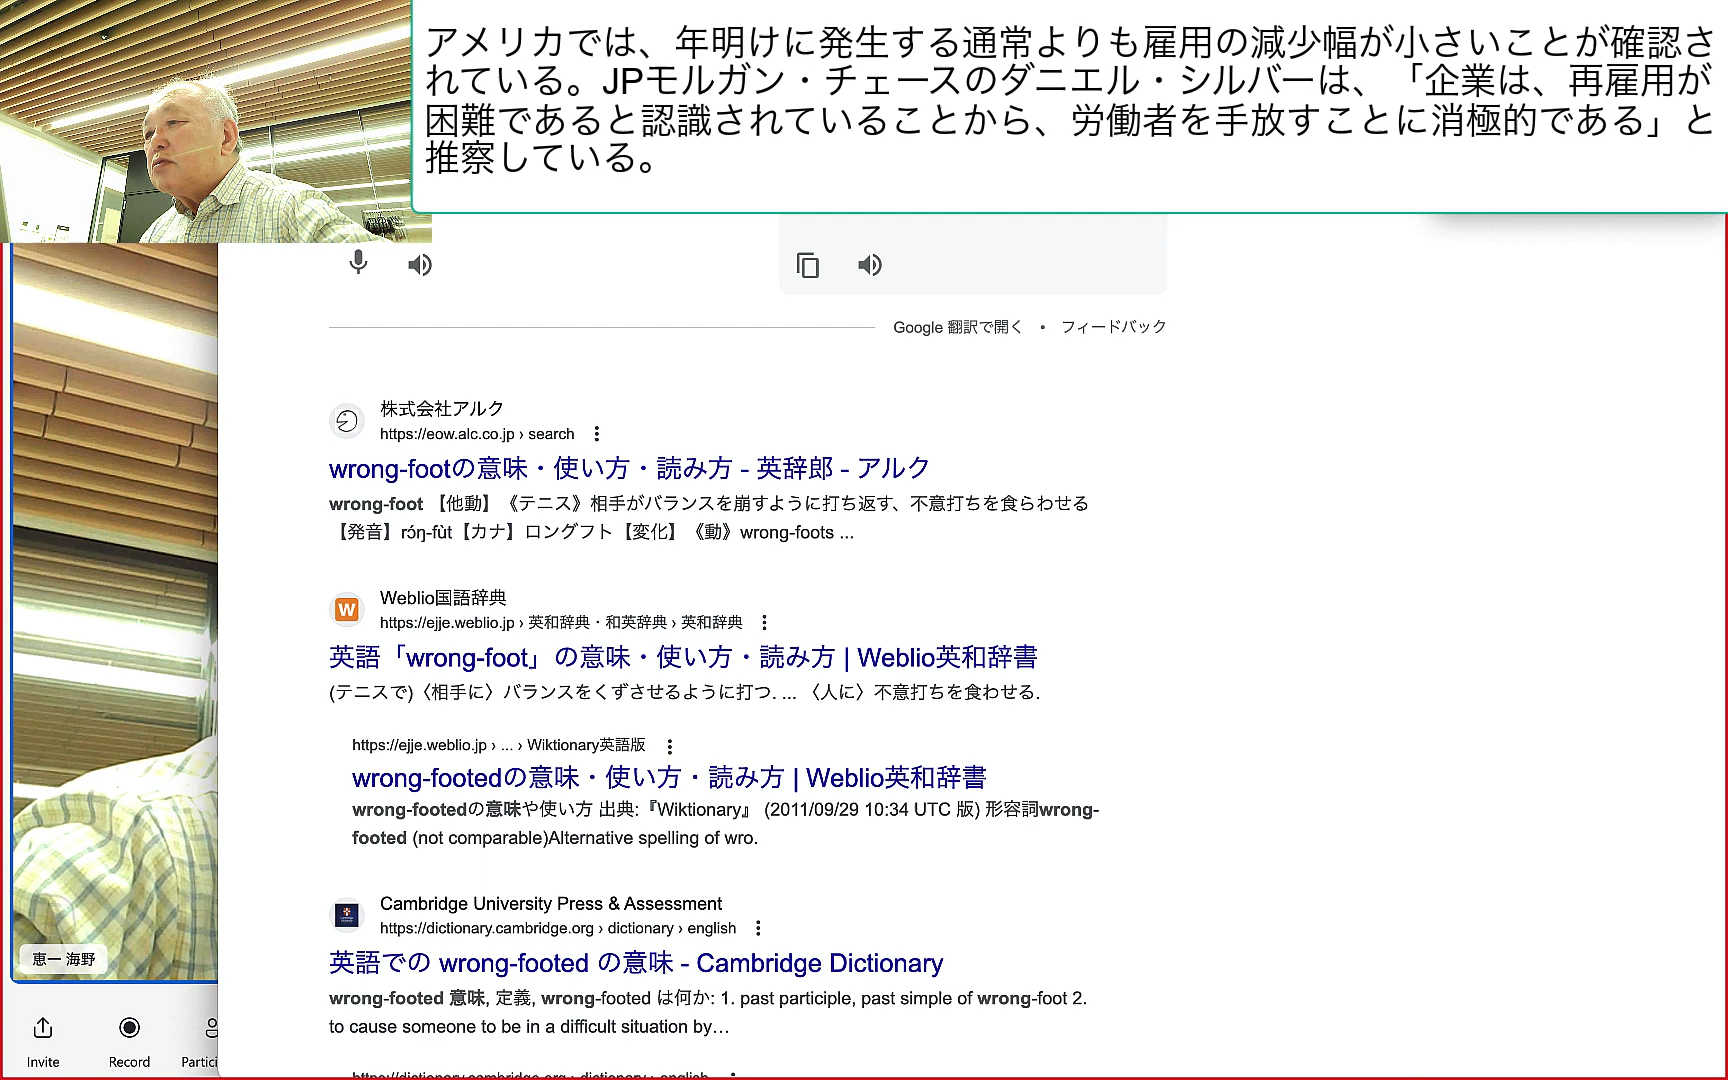 アメリカでは、年明けに発生する通常よりも雇用の減少幅が小さいことが確認さ
れている。JPモルガン・チェースのダニエル・シルバーは、「企業は、再雇用が
困難であると認識されていることから、労働者を手放すことに消極的である」と
推察している。
Google 翻訳で開く • フィードバック
株式会社アルク
https://eow.alc.co.jp › search
wrong-footの意味・使い方・読み方 - 英辞郎 - アルク
wrong-foot 【他動】《テニス》相手がバランスを崩すように打ち返す、不意打ちを食らわせる
【発音】rɔ́ŋ-fùt【カナ】ロングフト【変化】《動》wrong-foots ...
W
Weblio国語辞典
https://ejje.weblio.jp › 英和辞典・和英辞典 › 英和辞典
英語「wrong-foot」の意味・使い方・読み方 | Weblio英和辞書
(テニスで)〈相手に〉バランスをくずさせるように打つ. ... 〈人に〉不意打ちを食わせる.
https://ejje.weblio.jp › ... › Wiktionary英語版
wrong-footedの意味・使い方・読み方 | Weblio英和辞書
wrong-footedの意味や使い方 出典:『Wiktionary』 (2011/09/29 10:34 UTC 版) 形容詞wrong-
footed (not comparable)Alternative spelling of wro.
Cambridge University Press & Assessment
https://dictionary.cambridge.org › dictionary › english
英語での wrong-footed の意味 - Cambridge Dictionary
wrong-footed 意味, 定義, wrong-footed は何か: 1. past participle, past simple of wrong-foot 2.
to cause someone to be in a difficult situation by…
https://dictionary.cambridge.org › dictionary › english
恵一 海野
Invite
Record
Partici